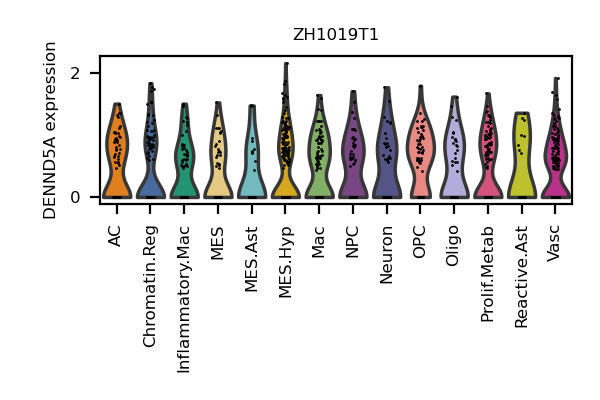 ZH1019T1
DENND5A expression
2
0
AC
Chromatin.Reg
Inflammatory.Mac
MES
MES.Ast
MES.Hyp
Mac
NPC
Neuron
OPC
Oligo
Prolif.Metab
Reactive.Ast
Vasc